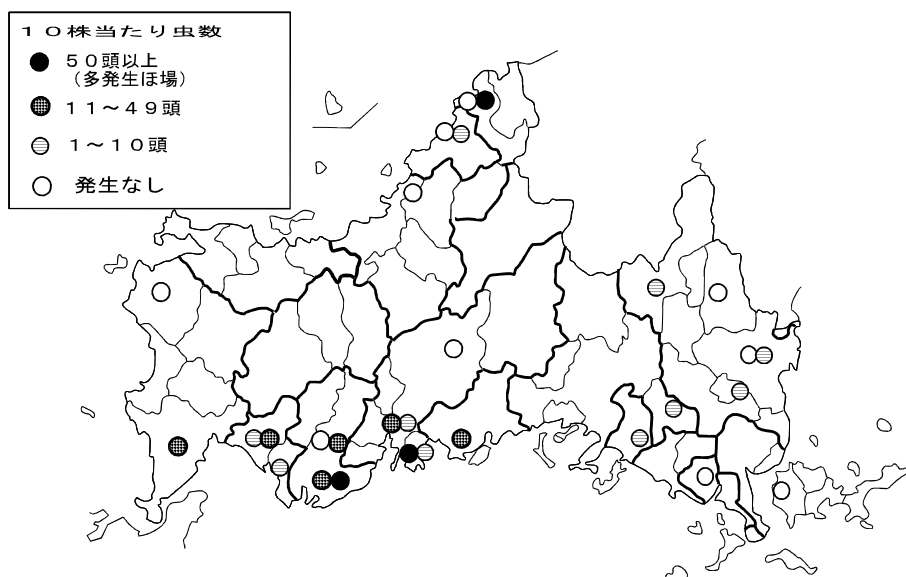 １０株当たり虫数
５０頭以上
（多発生ほ場）
１１～４９頭
１～１０頭
発生なし